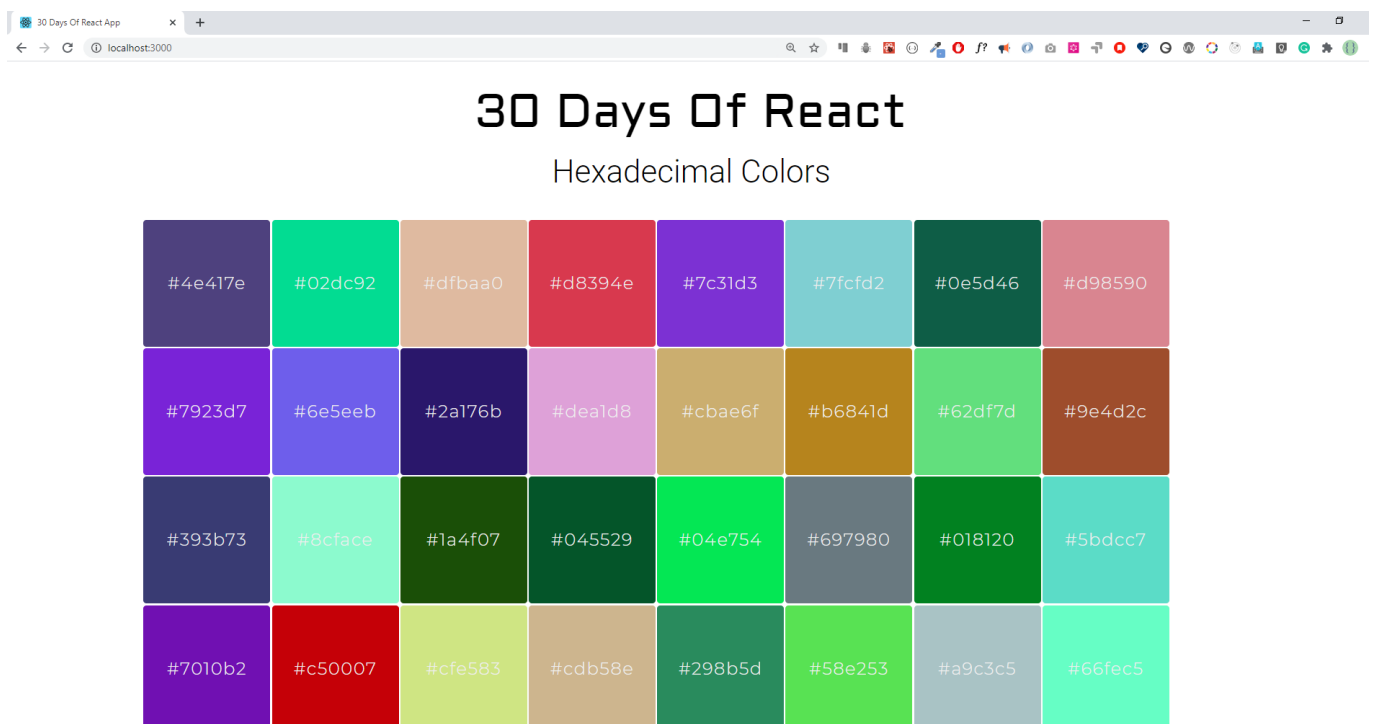 30 Days Of React App
localhost:3000
30 Days Of React
Hexadecimal Colors
#4e417e #02dc92 #dfbaa0 #d8394e #7c31d3 #7fcfd2 #0e5d46 #d98590
#7923d7 #6e5eeb #2a176b #dea1d8 #cbae6f #b6841d #62df7d #9e4d2c
#393b73 #8cface #1a4f07 #045529 #04e754 #697980 #018120 #5bdcc7
#7010b2 #c50007 #cfe583 #cdb58e #298b5d #58e253 #a9c3c5 #66fec5